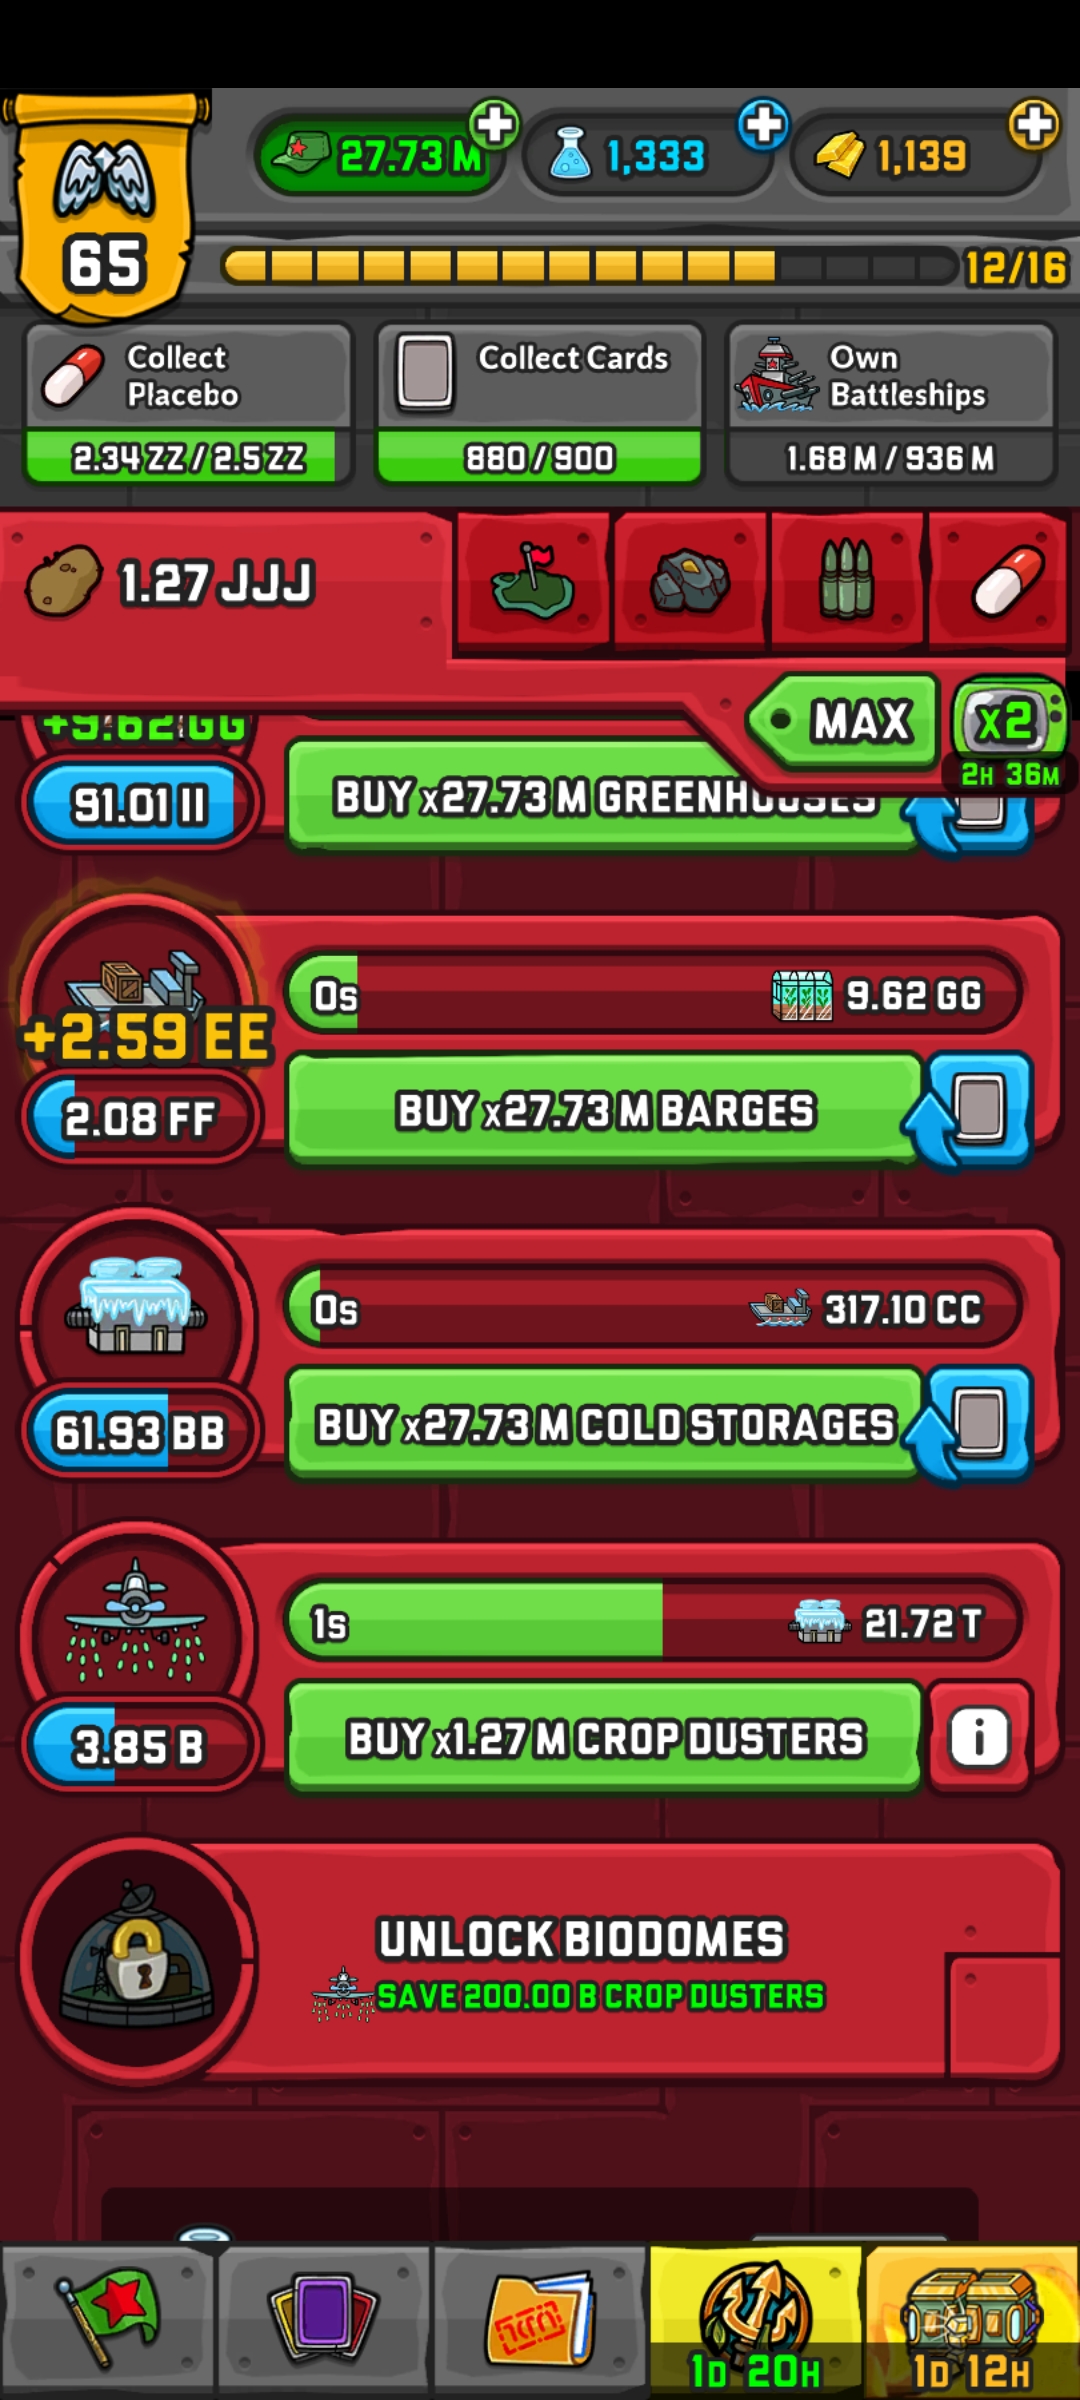 65
27.73 M
1,333
1,139
12/16
Collect Placebo
2.34 ZZ / 2.5 ZZ
Collect Cards
880 / 900
Own Battleships
1.68 M / 936 M
1.27 JJJ
MAX
x2
2H 36M
+9.62 GG
91.01 II
BUY x27.73 M GREENHOUSES
0s
9.62 GG
+2.59 EE
2.08 FF
BUY x27.73 M BARGES
0s
317.10 CC
61.93 BB
BUY x27.73 M COLD STORAGES
1s
21.72 T
3.85 B
BUY x1.27 M CROP DUSTERS
i
UNLOCK BIODOMES
SAVE 200.00 B CROP DUSTERS
1D 20H
1D 12H